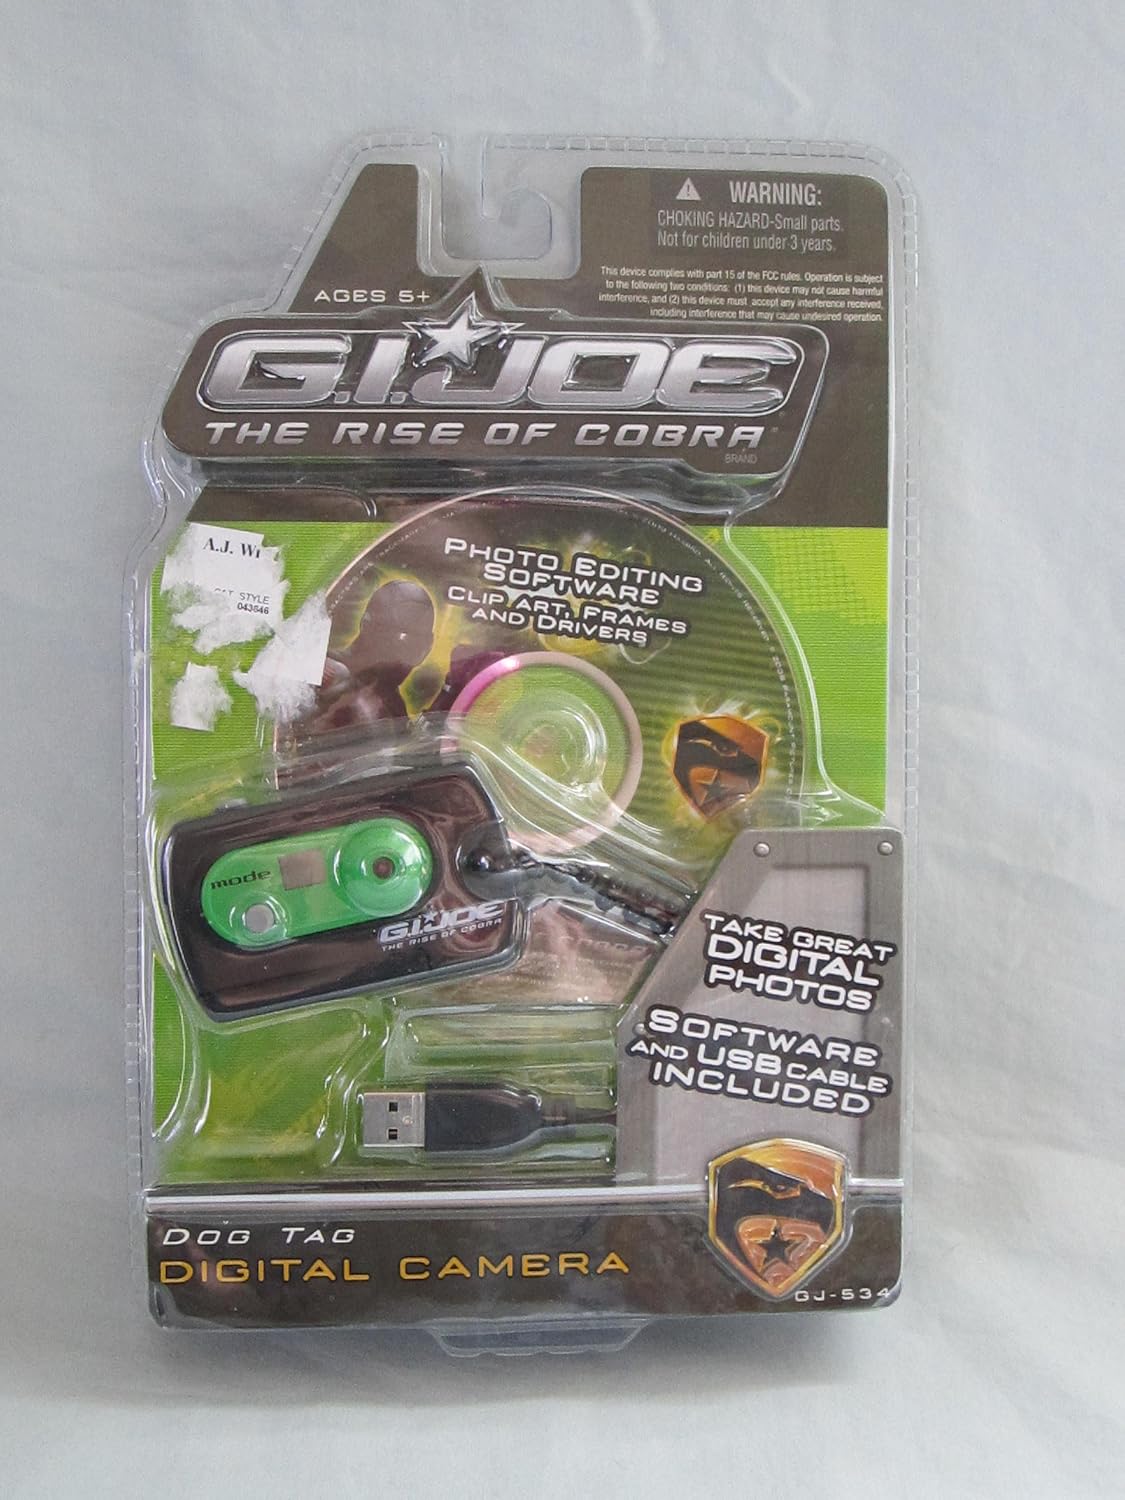 WARNING:
CHOKING HAZARD-Small parts.
Not for children under 3 years.
This device complies with part 15 of the FCC rules. Operation is subject
to the following two conditions: (1) this device may not cause harmful
interference, and (2) this device must accept any interference received,
including interference that may cause undesired operation.
AGES 5+
G.I.JOE
THE RISE OF COBRA
BRAND
A.J. Wr
STYLE
043646
PHOTO EDITING
SOFTWARE
CLIP ART, FRAMES
AND DRIVERS
mode
G.I.JOE
THE RISE OF COBRA
TAKE GREAT
DIGITAL
PHOTOS
SOFTWARE
AND USB CABLE
INCLUDED
DOG TAG
DIGITAL CAMERA
GJ-534